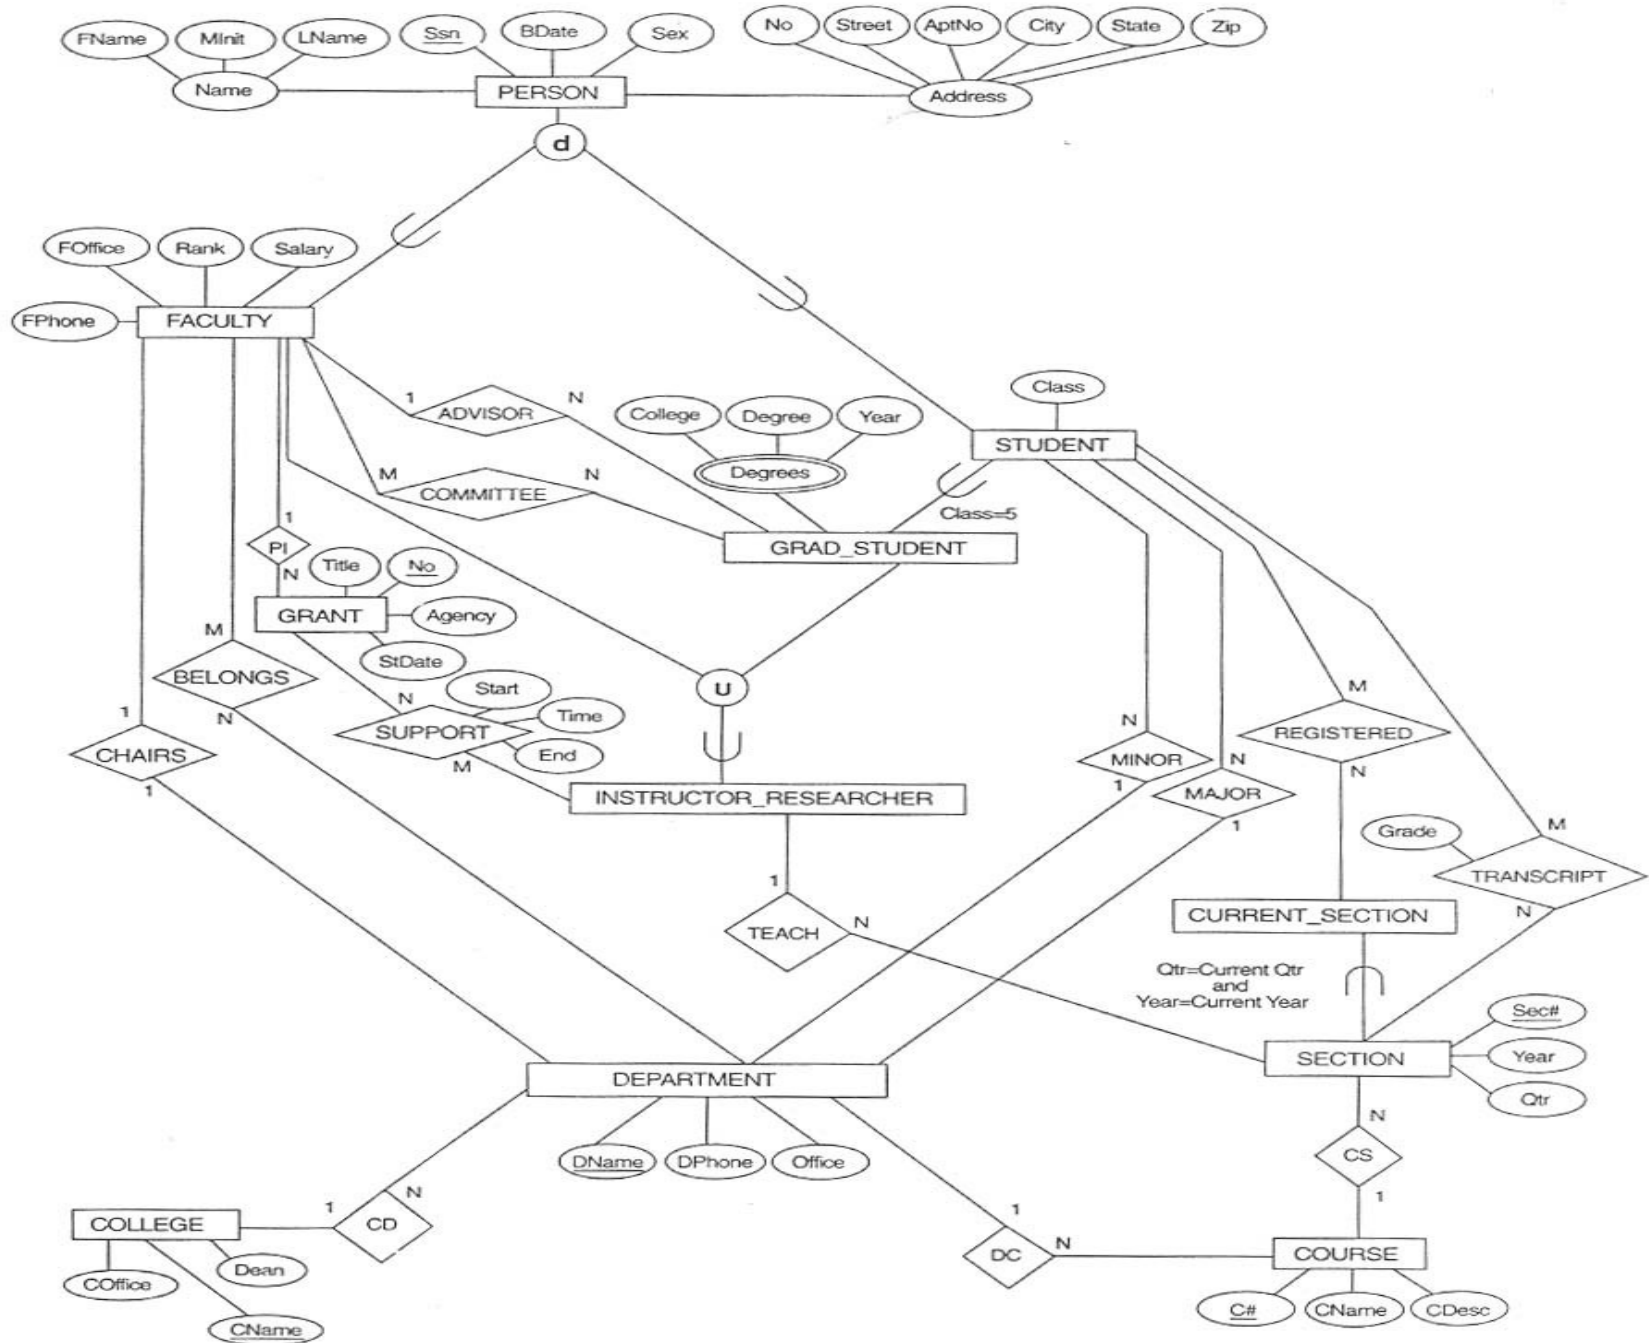 FName
MInit
LName
Ssn
BDate
Sex
No
Street
AptNo
City
State
Zip
Name
PERSON
Address
d
FOffice
Rank
Salary
FPhone
FACULTY
Class
1
ADVISOR
N
College
Degree
Year
STUDENT
Degrees
M
COMMITTEE
N
Class=5
GRAD_STUDENT
1
PI
N
Title
No
GRANT
Agency
StDate
M
BELONGS
N
U
Start
Time
End
N
SUPPORT
M
1
CHAIRS
1
INSTRUCTOR_RESEARCHER
N
MINOR
1
N
MAJOR
1
M
REGISTERED
N
Grade
M
TRANSCRIPT
N
1
TEACH
N
CURRENT_SECTION
Qtr=Current Qtr
and
Year=Current Year
Sec#
SECTION
Year
Qtr
DEPARTMENT
DName
DPhone
Office
N
CS
1
COLLEGE
1
CD
N
COffice
Dean
CName
1
DC
N
COURSE
C#
CName
CDesc